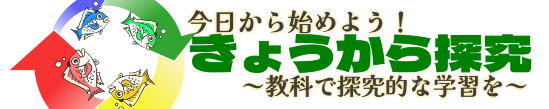 今日から始めよう！
きょうから探究
～教科で探究的な学習を～